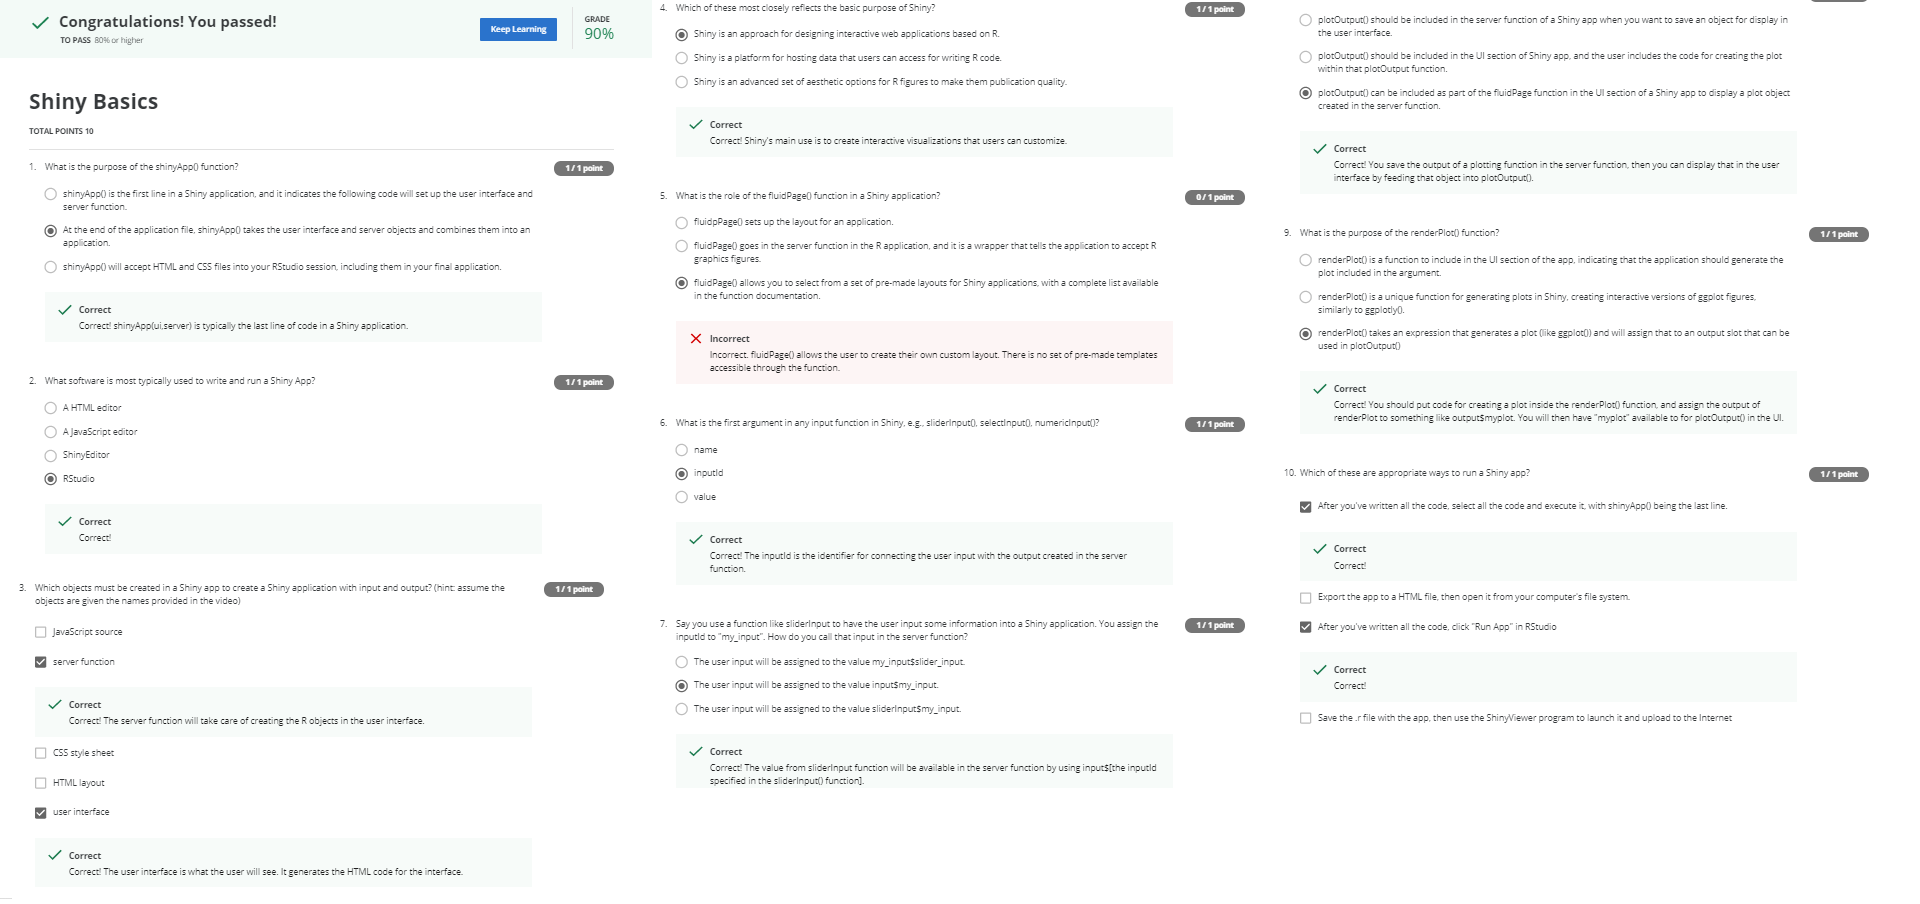 Congratulations! You passed!
TO PASS 80% or higher
Keep Learning
GRADE
90%
Shiny Basics
TOTAL POINTS 10
1. What is the purpose of the shinyApp() function?
1 / 1 point
shinyApp() is the first line in a Shiny application, and it indicates the following code will set up the user interface and
server function.
At the end of the application file, shinyApp() takes the user interface and server objects and combines them into an
application.
shinyApp() will accept HTML and CSS files into your RStudio session, including them in your final application.
Correct
Correct! shinyApp(ui,server) is typically the last line of code in a Shiny application.
2. What software is most typically used to write and run a Shiny App?
1 / 1 point
A HTML editor
A JavaScript editor
ShinyEditor
RStudio
Correct
Correct!
3. Which objects must be created in a Shiny app to create a Shiny application with input and output? (hint: assume the
objects are given the names provided in the video)
1 / 1 point
JavaScript source
server function
Correct
Correct! The server function will take care of creating the R objects in the user interface.
CSS style sheet
HTML layout
user interface
Correct
Correct! The user interface is what the user will see. It generates the HTML code for the interface.
4. Which of these most closely reflects the basic purpose of Shiny?
1 / 1 point
Shiny is an approach for designing interactive web applications based on R.
Shiny is a platform for hosting data that users can access for writing R code.
Shiny is an advanced set of aesthetic options for R figures to make them publication quality.
Correct
Correct! Shiny's main use is to create interactive visualizations that users can customize.
5. What is the role of the fluidPage() function in a Shiny application?
0 / 1 point
fluidpPage() sets up the layout for an application.
fluidPage() goes in the server function in the R application, and it is a wrapper that tells the application to accept R
graphics figures.
fluidPage() allows you to select from a set of pre-made layouts for Shiny applications, with a complete list available
in the function documentation.
Incorrect
Incorrect. fluidPage() allows the user to create their own custom layout. There is no set of pre-made templates
accessible through the function.
6. What is the first argument in any input function in Shiny, e.g., sliderInput(), selectInput(), numericInput()?
1 / 1 point
name
inputId
value
Correct
Correct! The inputId is the identifier for connecting the user input with the output created in the server
function.
7. Say you use a function like sliderInput to have the user input some information into a Shiny application. You assign the
inputId to "my_input". How do you call that input in the server function?
1 / 1 point
The user input will be assigned to the value my_input$slider_input.
The user input will be assigned to the value input$my_input.
The user input will be assigned to the value sliderInput$my_input.
Correct
Correct! The value from sliderInput function will be available in the server function by using input$[the inputId
specified in the sliderInput() function].
plotOutput() should be included in the server function of a Shiny app when you want to save an object for display in
the user interface.
plotOutput() should be included in the UI section of Shiny app, and the user includes the code for creating the plot
within that plotOutput function.
plotOutput() can be included as part of the fluidPage function in the UI section of a Shiny app to display a plot object
created in the server function.
Correct
Correct! You save the output of a plotting function in the server function, then you can display that in the user
interface by feeding that object into plotOutput().
9. What is the purpose of the renderPlot() function?
1 / 1 point
renderPlot() is a function to include in the UI section of the app, indicating that the application should generate the
plot included in the argument.
renderPlot() is a unique function for generating plots in Shiny, creating interactive versions of ggplot figures,
similarly to ggplotly().
renderPlot() takes an expression that generates a plot (like ggplot()) and will assign that to an output slot that can be
used in plotOutput()
Correct
Correct! You should put code for creating a plot inside the renderPlot() function, and assign the output of
renderPlot to something like output$myplot. You will then have "myplot" available to for plotOutput() in the UI.
10. Which of these are appropriate ways to run a Shiny app?
1 / 1 point
After you've written all the code, select all the code and execute it, with shinyApp() being the last line.
Correct
Correct!
Export the app to a HTML file, then open it from your computer's file system.
After you've written all the code, click "Run App" in RStudio
Correct
Correct!
Save the .r file with the app, then use the ShinyViewer program to launch it and upload to the Internet